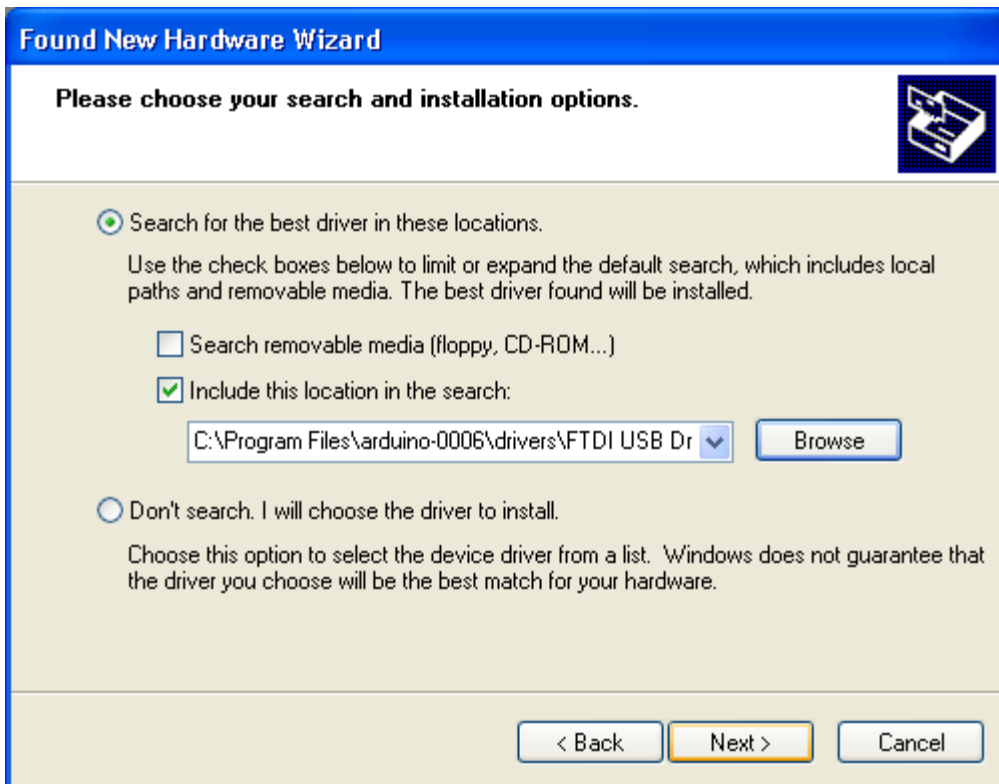 Found New Hardware Wizard
Please choose your search and installation options.
Search for the best driver in these locations.
Use the check boxes below to limit or expand the default search, which includes local
paths and removable media. The best driver found will be installed.
Search removable media (floppy, CD-ROM...)
Include this location in the search:
C:\Program Files\arduino-0006\drivers\FTDI USB Dr
Browse
Don't search. I will choose the driver to install.
Choose this option to select the device driver from a list.  Windows does not guarantee that
the driver you choose will be the best match for your hardware.
< Back
Next >
Cancel